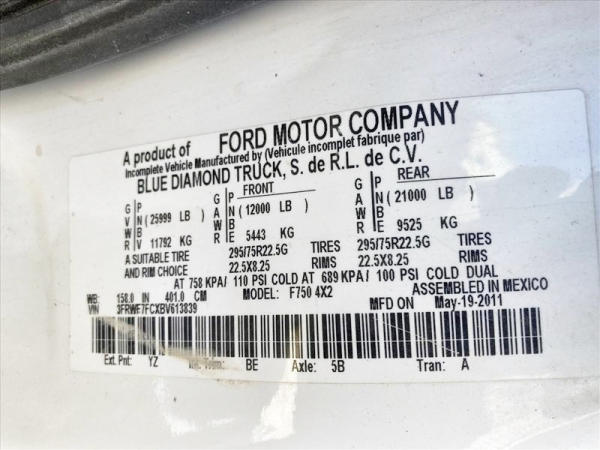 A product of FORD MOTOR COMPANY
Incomplete Vehicle Manufactured by (Vehicule incomplet fabrique par)
BLUE DIAMOND TRUCK, S. de R.L. de C.V.
G P FRONT G P REAR
V N (25999 LB) A N (12000 LB) A N (21000 LB)
W B W B W B
R V 11792 KG R E 5443 KG R E 9525 KG
A SUITABLE TIRE 295/75R22.5G TIRES 295/75R22.5G TIRES
AND RIM CHOICE 22.5X8.25 RIMS 22.5X8.25 RIMS
AT 758 KPA/ 110 PSI COLD AT 689 KPA/ 100 PSI COLD DUAL
WB: 158.0 IN 401.0 CM MODEL: F750 4X2 ASSEMBLED IN MEXICO
VIN 3FRWF7FCXBV613839 MFD ON May-19-2011
Ext. Pnt: YZ BE Axle: 5B Tran: A